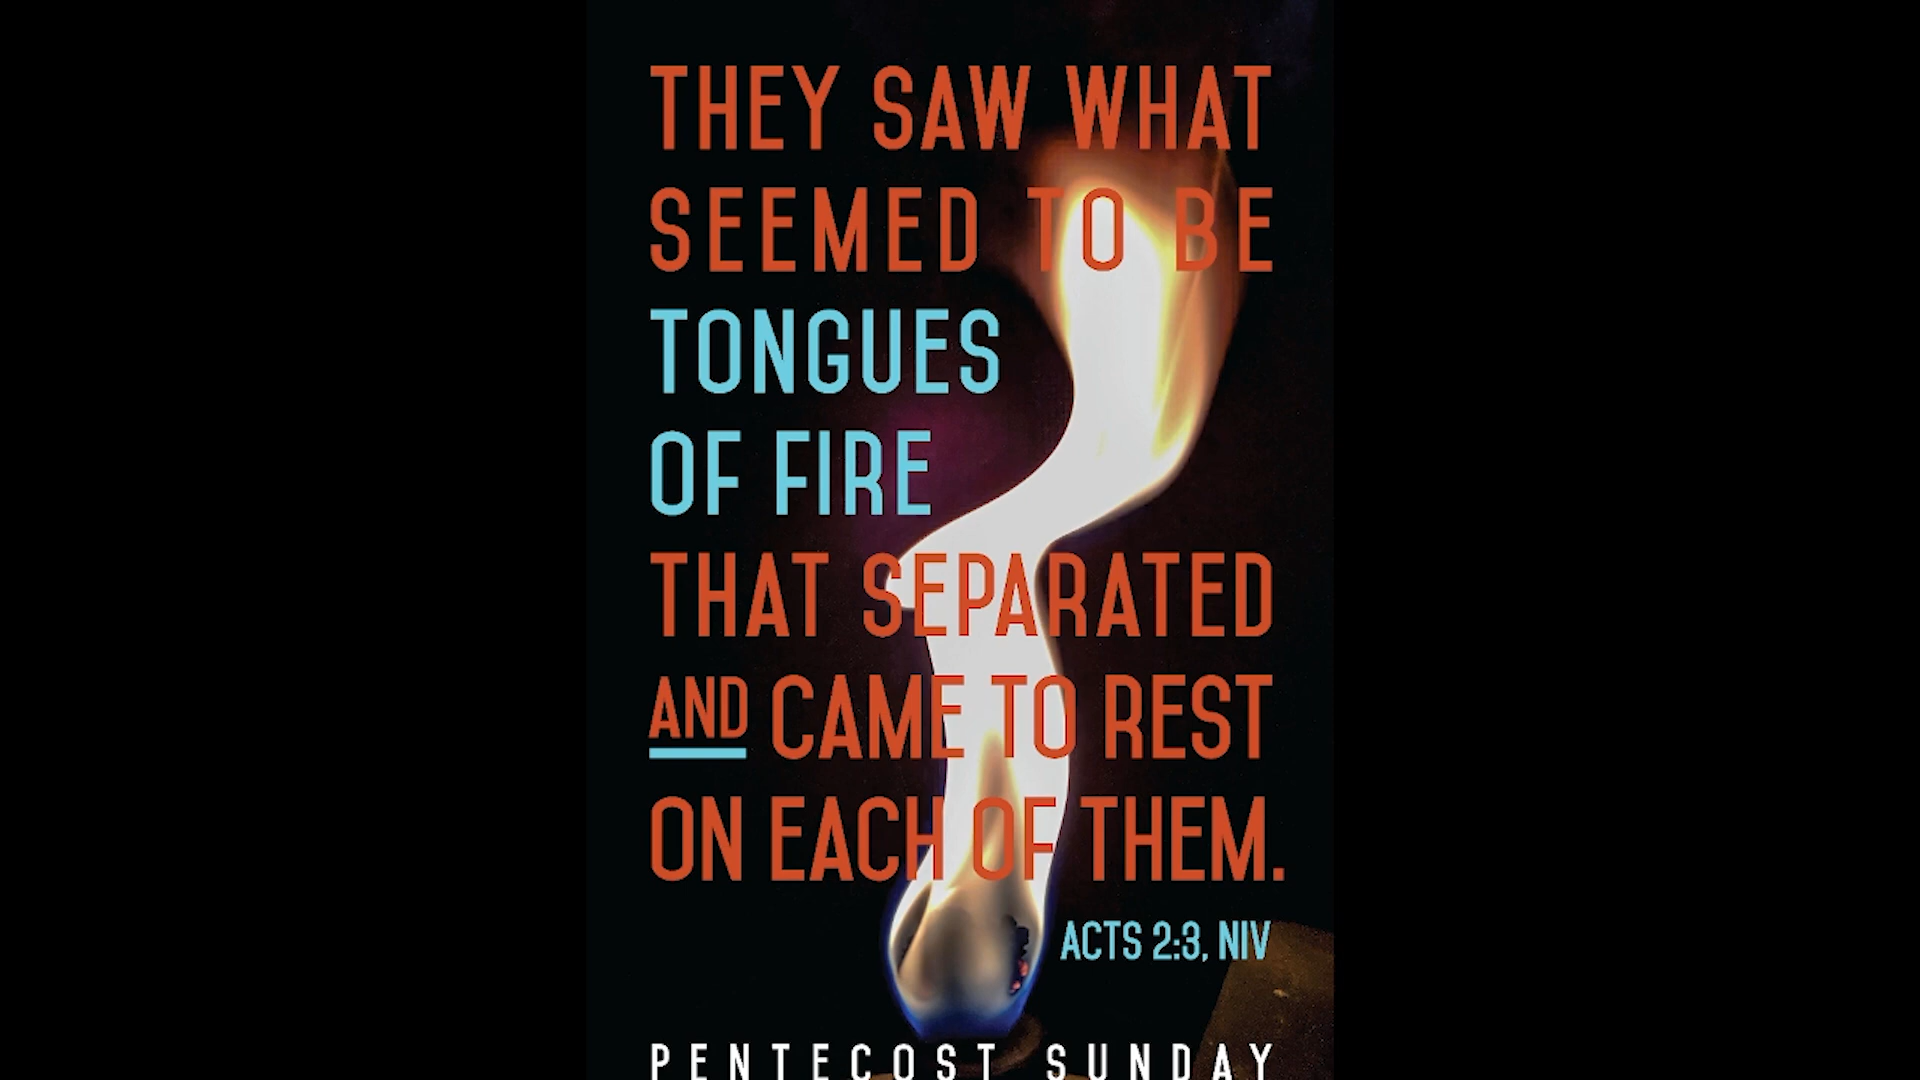 THEY SAW WHAT
SEEMED TO BE
TONGUES
OF FIRE
THAT SEPARATED
AND CAME TO REST
ON EACH OF THEM.
ACTS 2:3, NIV
PENTECOST SUNDAY